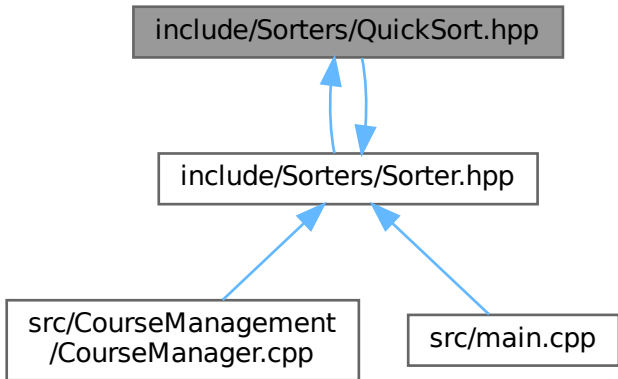 include/Sorters/QuickSort.hpp
include/Sorters/Sorter.hpp
src/CourseManagement
/CourseManager.cpp
src/main.cpp